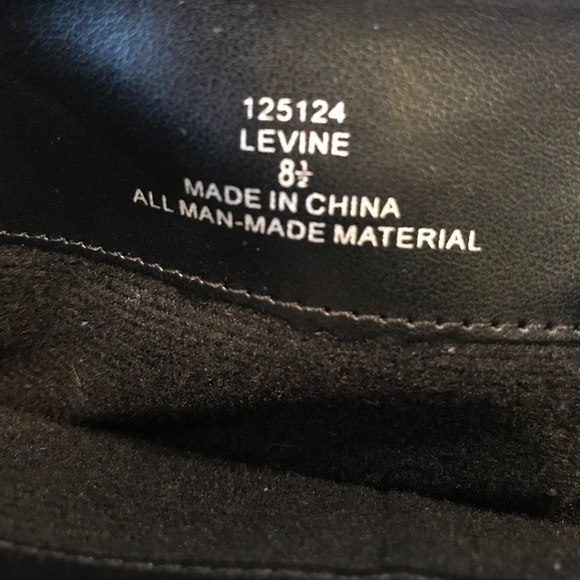 125124
LEVINE
8½
MADE IN CHINA
ALL MAN-MADE MATERIAL